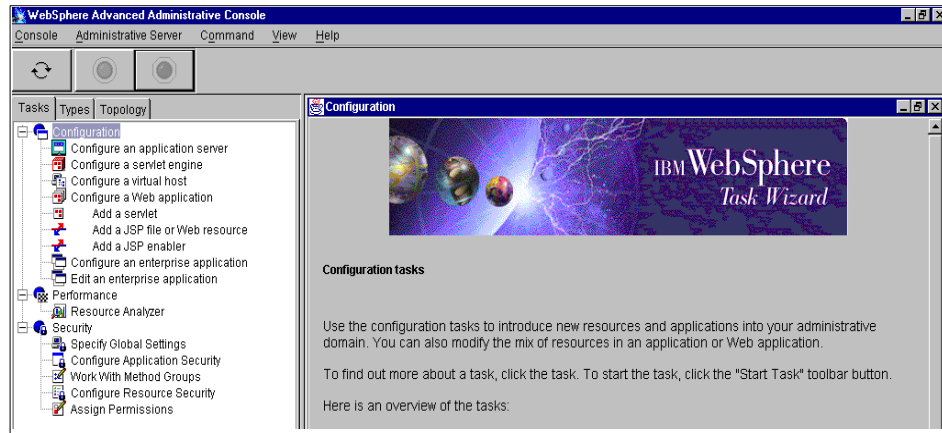 WebSphere Advanced Administrative Console
Console Administrative Server Command View Help
Tasks Types Topology
Configuration
Configure an application server
Configure a servlet engine
Configure a virtual host
Configure a Web application
Add a servlet
Add a JSP file or Web resource
Add a JSP enabler
Configure an enterprise application
Edit an enterprise application
Performance
Resource Analyzer
Security
Specify Global Settings
Configure Application Security
Work With Method Groups
Configure Resource Security
Assign Permissions
Configuration
IBM WebSphere
Task Wizard
Configuration tasks
Use the configuration tasks to introduce new resources and applications into your administrative
domain. You can also modify the mix of resources in an application or Web application.
To find out more about a task, click the task. To start the task, click the "Start Task" toolbar button.
Here is an overview of the tasks: